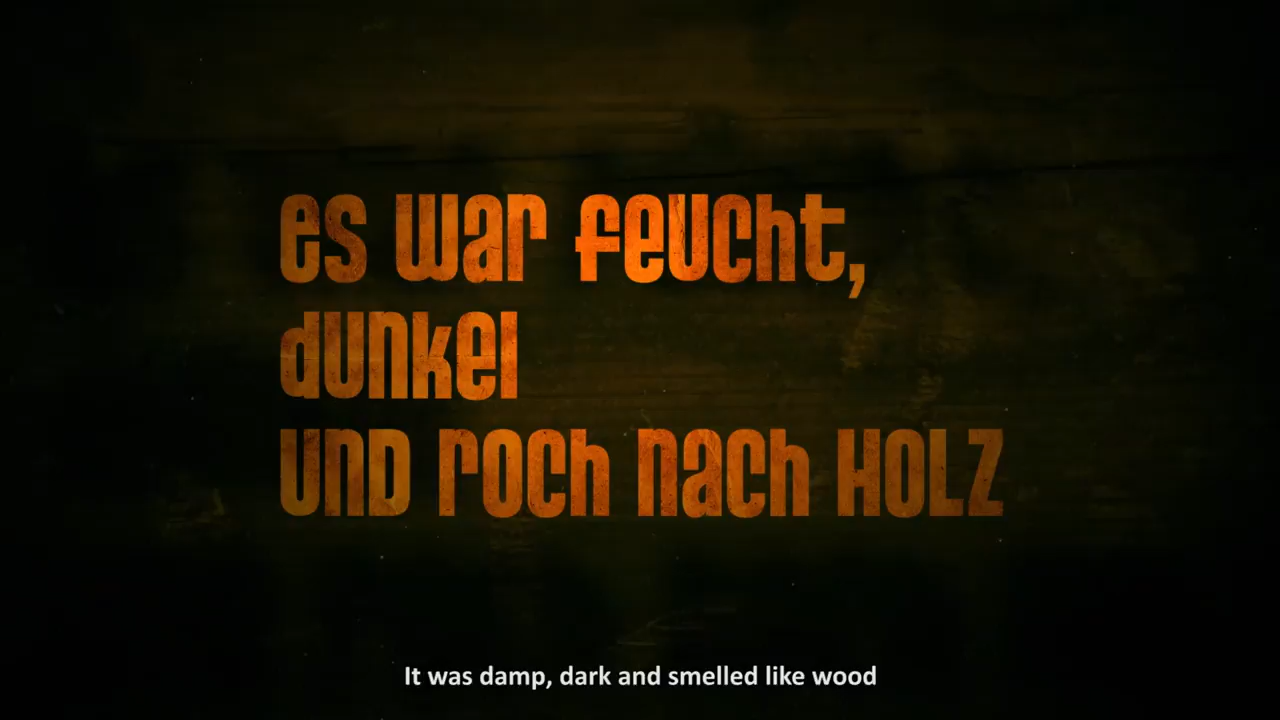 es war feucht,
dunkel
und roch nach HOLZ
It was damp, dark and smelled like wood